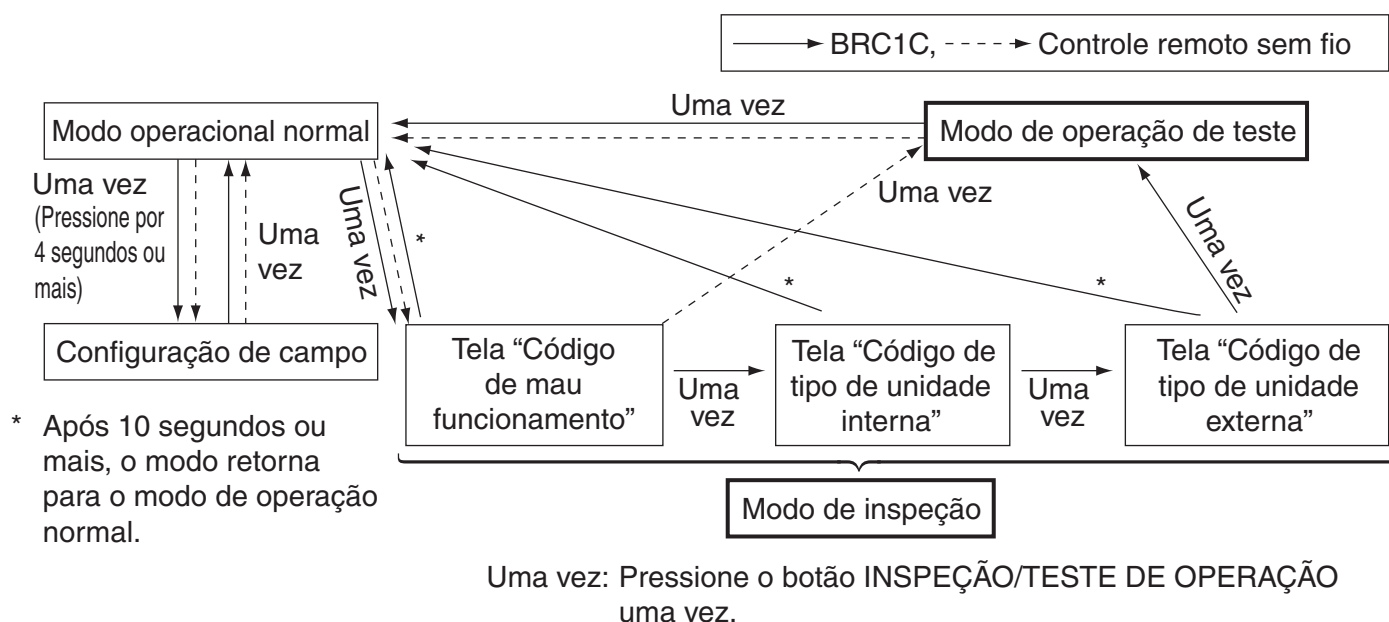 BRC1C, Controle remoto sem fio
Uma vez
Modo operacional normal
Modo de operação de teste
Uma vez
(Pressione por
4 segundos ou
mais)
Uma
vez
Uma vez
*
Uma vez
*
*
Uma vez
Configuração de campo
Tela “Código
de mau
funcionamento”
Uma
vez
Tela “Código de
tipo de unidade
interna”
Uma
vez
Tela “Código de
tipo de unidade
externa”
* Após 10 segundos ou
mais, o modo retorna
para o modo de operação
normal.
Modo de inspeção
Uma vez: Pressione o botão INSPEÇÃO/TESTE DE OPERAÇÃO
uma vez.